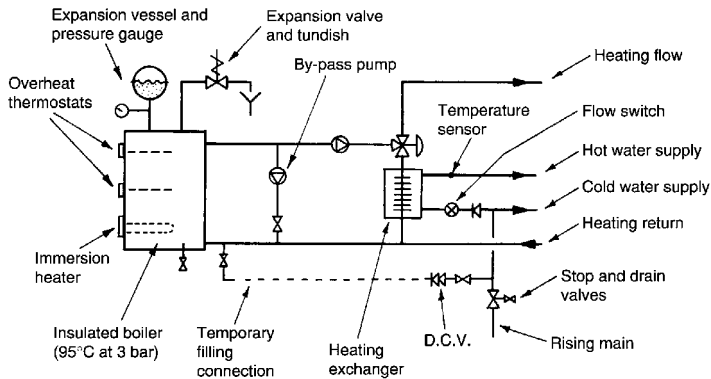 Expansion vessel and
pressure gauge
Expansion valve
and tundish
By-pass pump
Heating flow
Overheat
thermostats
Temperature
sensor
Flow switch
Hot water supply
Cold water supply
Heating return
Immersion
heater
Stop and drain
valves
Insulated boiler
(95°C at 3 bar)
Temporary
filling
connection
Heating
exchanger
D.C.V.
Rising main